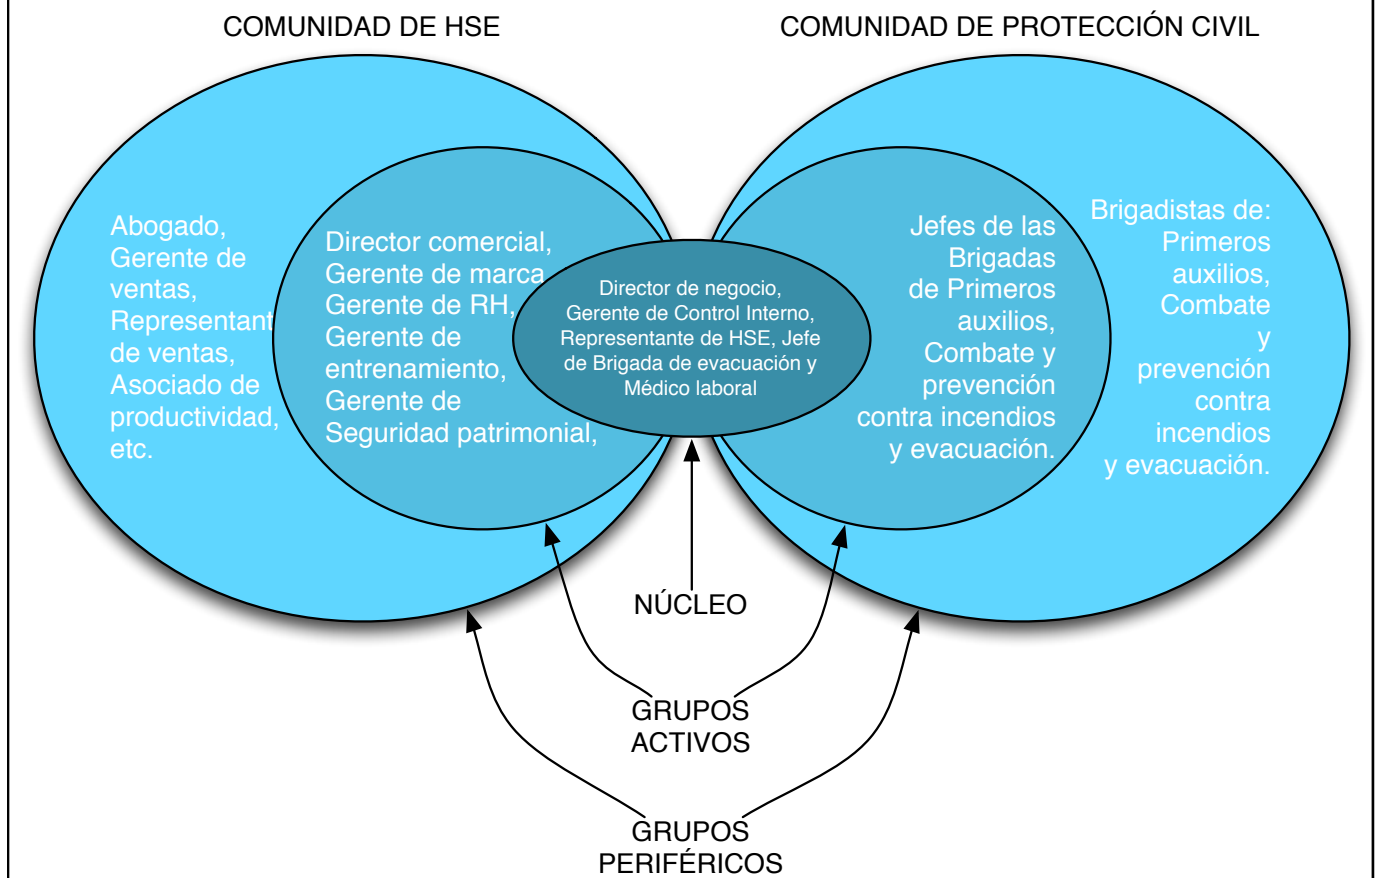 COMUNIDAD DE HSE
COMUNIDAD DE PROTECCIÓN CIVIL
Abogado,
Gerente de
ventas,
Representant
de ventas,
Asociado de
productividad,
etc.
Director comercial,
Gerente de marca
Gerente de RH,
Gerente de
entrenamiento,
Gerente de
Seguridad patrimonial,
Director de negocio,
Gerente de Control Interno,
Representante de HSE, Jefe
de Brigada de evacuación y
Médico laboral
Jefes de las
Brigadas
de Primeros
auxilios,
Combate y
prevención
contra incendios
y evacuación.
Brigadistas de:
Primeros
auxilios,
Combate
y
prevención
contra
incendios
y evacuación.
NÚCLEO
GRUPOS
ACTIVOS
GRUPOS
PERIFÉRICOS